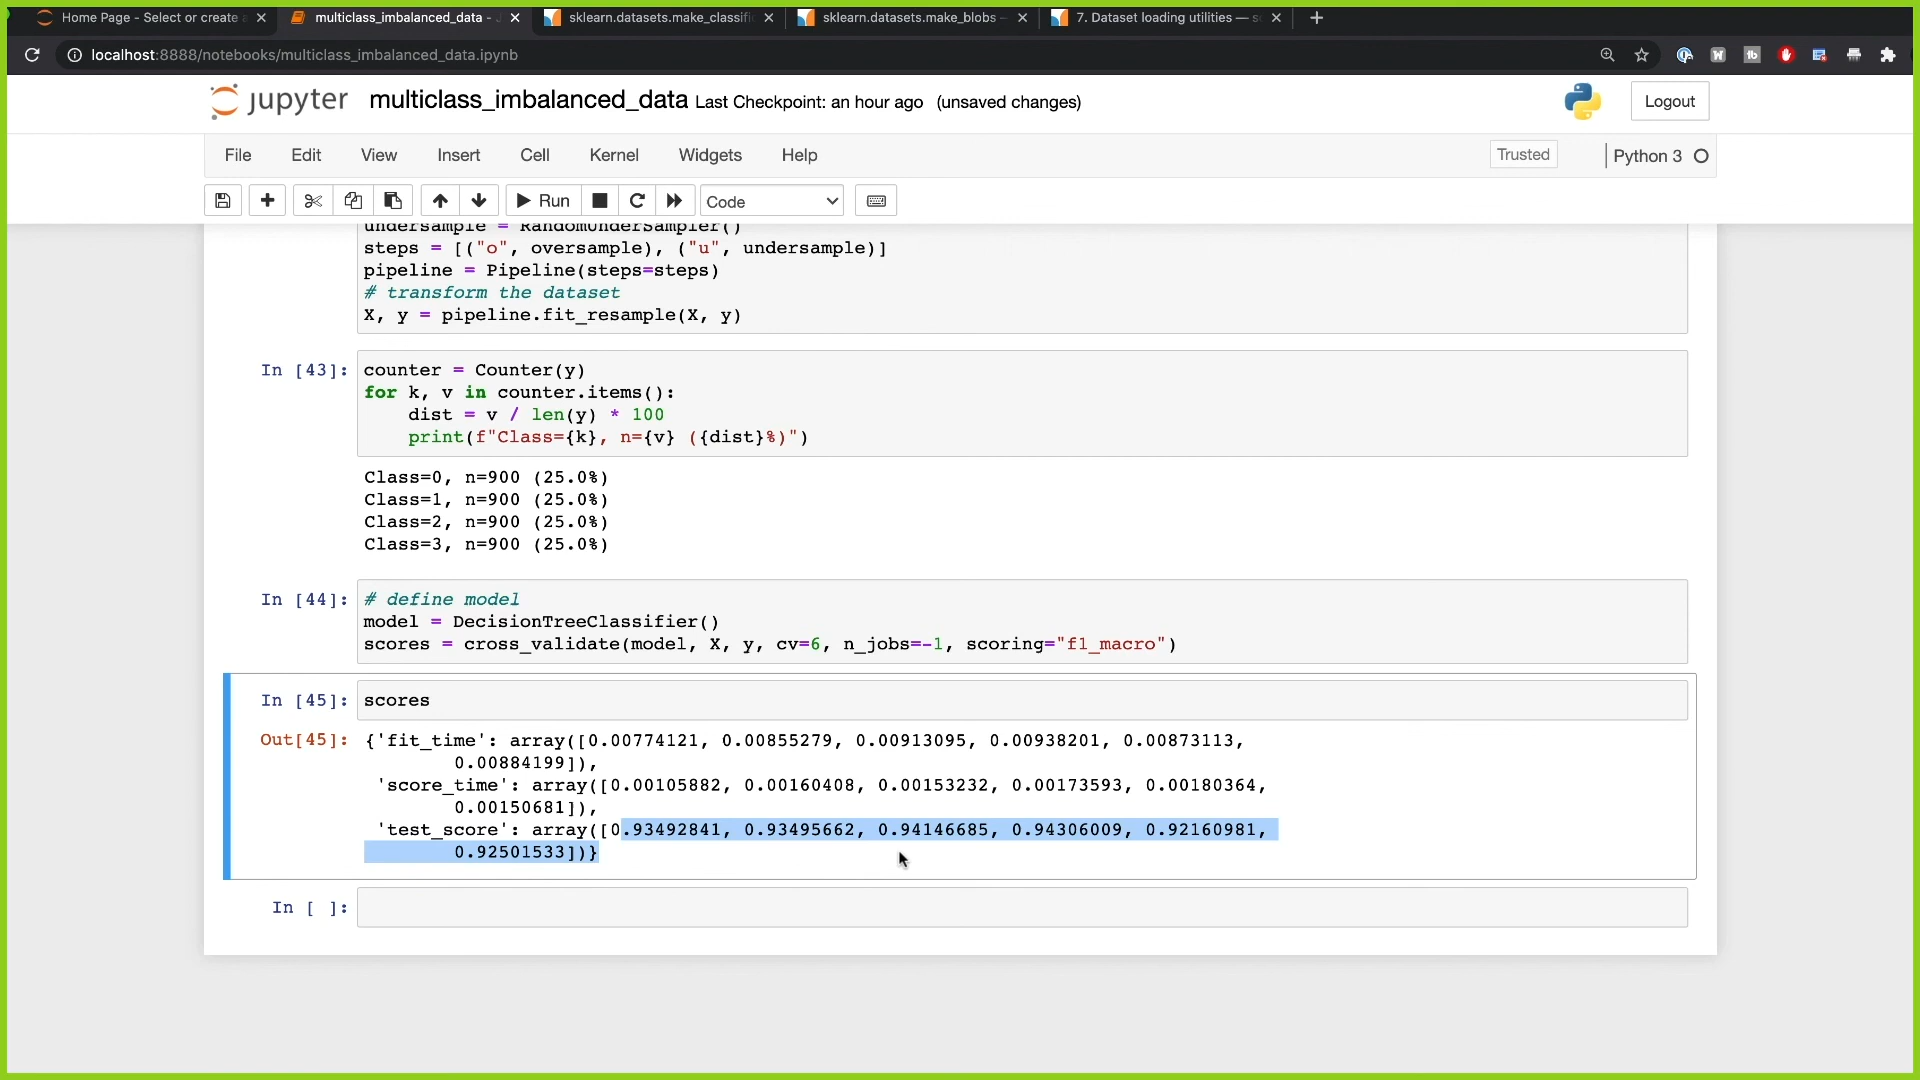 Home Page - Select or create a
multiclass_imbalanced_data - J
sklearn.datasets.make_classifi
sklearn.datasets.make_blobs —
7. Dataset loading utilities — s
localhost:8888/notebooks/multiclass_imbalanced_data.ipynb
jupyter multiclass_imbalanced_data Last Checkpoint: an hour ago (unsaved changes)
Logout
File Edit View Insert Cell Kernel Widgets Help
Trusted
Python 3
Run
Code
undersample = RandomUnderSampler()
steps = [("o", oversample), ("u", undersample)]
pipeline = Pipeline(steps=steps)
# transform the dataset
X, y = pipeline.fit_resample(X, y)
In [43]: counter = Counter(y)
for k, v in counter.items():
    dist = v / len(y) * 100
    print(f"Class={k}, n={v} ({dist}%)")
Class=0, n=900 (25.0%)
Class=1, n=900 (25.0%)
Class=2, n=900 (25.0%)
Class=3, n=900 (25.0%)
In [44]: # define model
model = DecisionTreeClassifier()
scores = cross_validate(model, X, y, cv=6, n_jobs=-1, scoring="f1_macro")
In [45]: scores
Out[45]: {'fit_time': array([0.00774121, 0.00855279, 0.00913095, 0.00938201, 0.00873113,
        0.00884199]),
 'score_time': array([0.00105882, 0.00160408, 0.00153232, 0.00173593, 0.00180364,
        0.00150681]),
 'test_score': array([0.93492841, 0.93495662, 0.94146685, 0.94306009, 0.92160981,
        0.92501533])}
In [ ]: